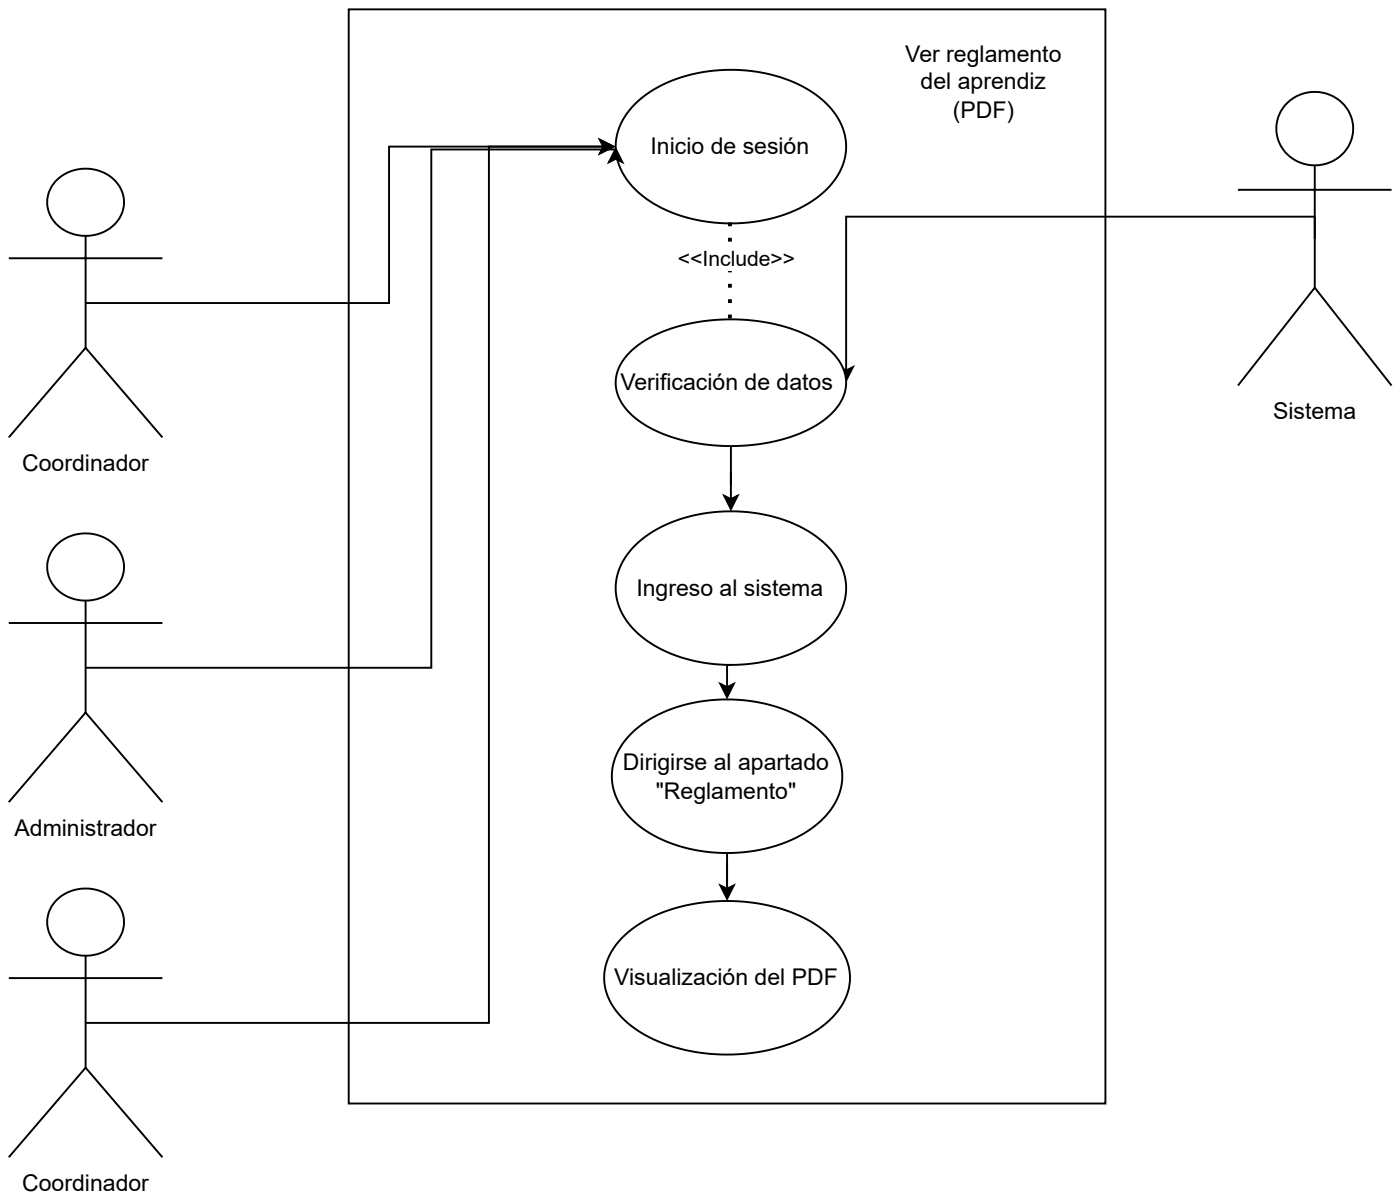 Ver reglamento
del aprendiz
(PDF)
Inicio de sesión
<<Include>>
Verificación de datos
Sistema
Coordinador
Ingreso al sistema
Dirigirse al apartado
"Reglamento"
Administrador
Visualización del PDF
Coordinador